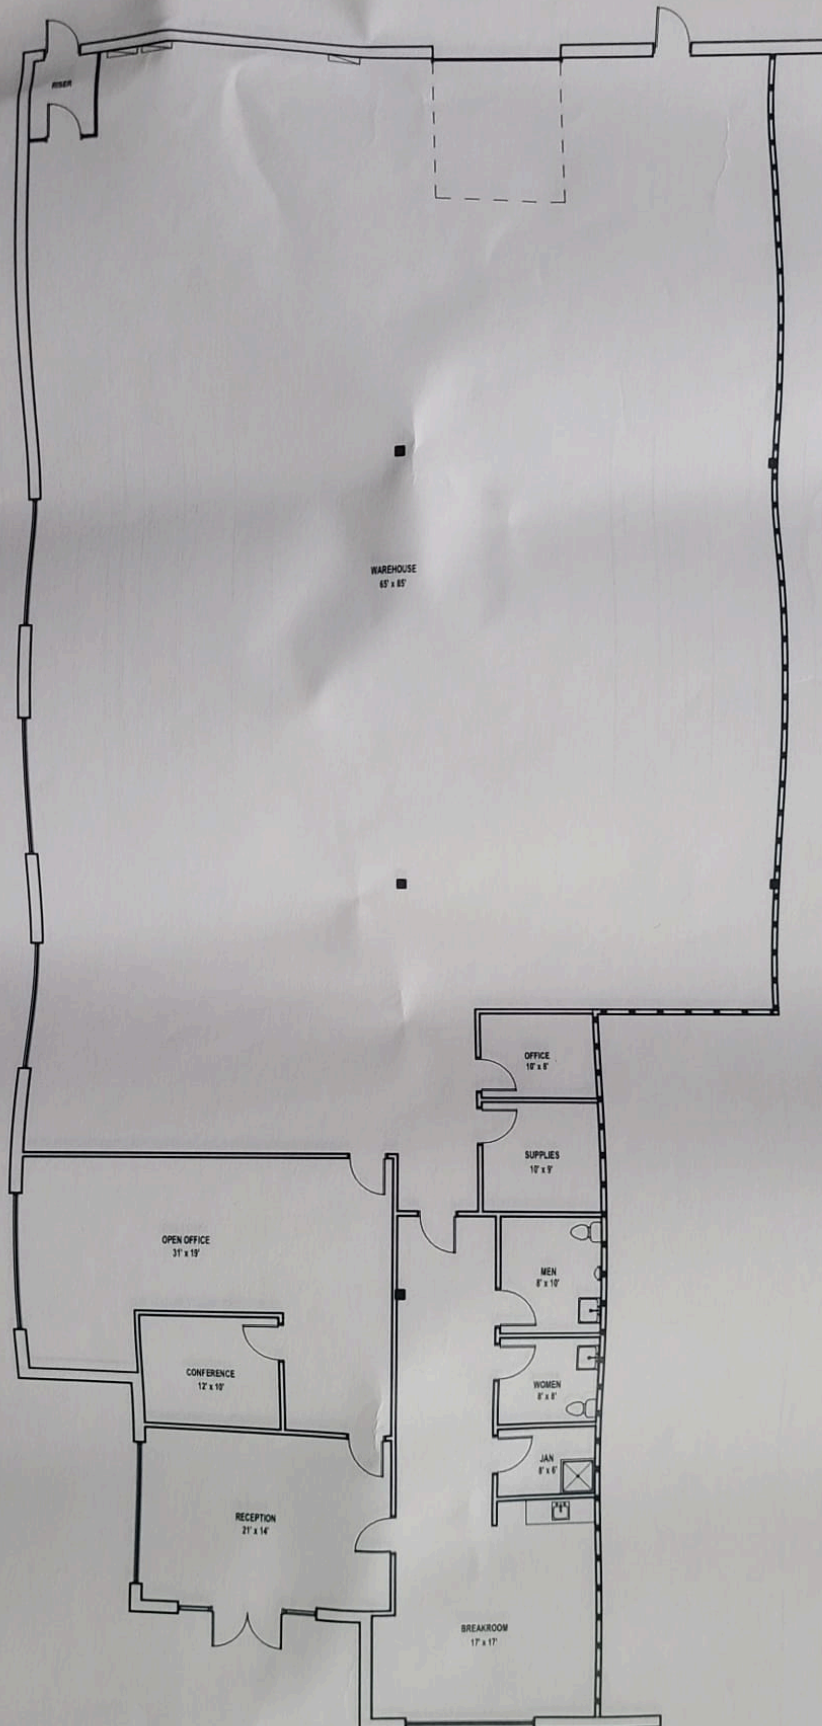 RISER
WAREHOUSE
65' x 85'
OFFICE
10' x 8'
SUPPLIES
10' x 9'
OPEN OFFICE
31' x 19'
MEN
8' x 10'
CONFERENCE
12' x 10'
WOMEN
8' x 8'
JAN
8' x 6'
RECEPTION
21' x 14'
BREAKROOM
17' x 17'